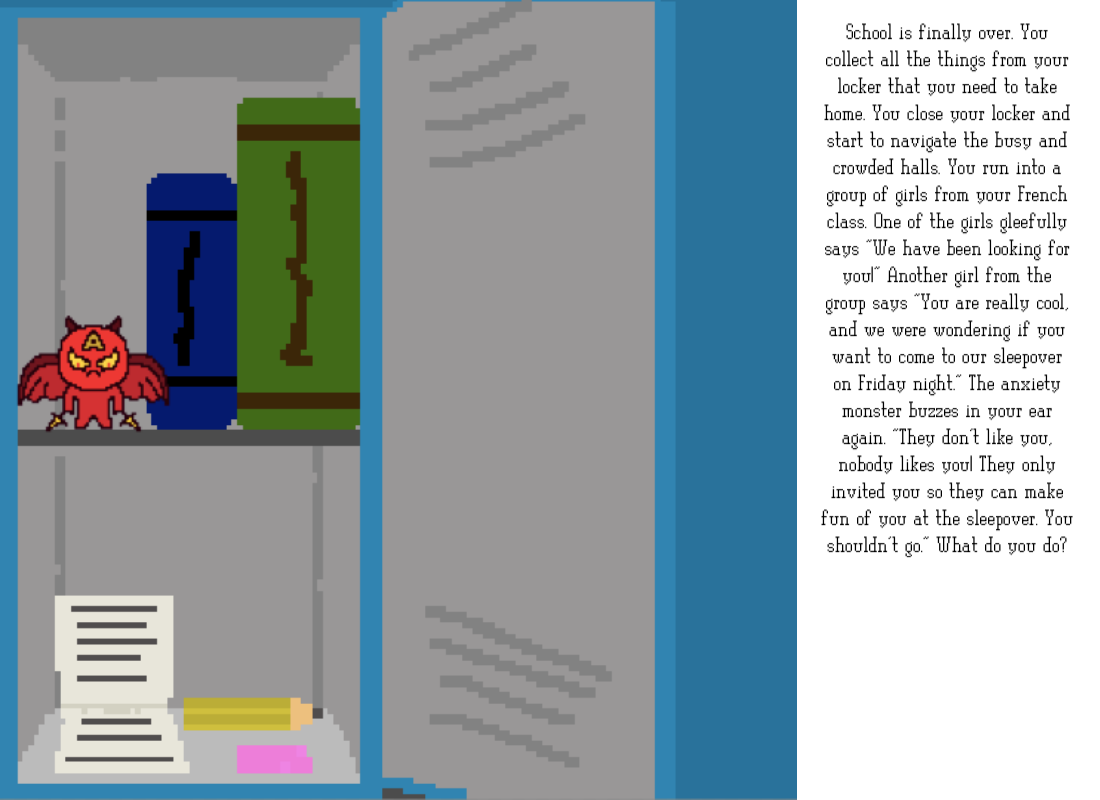 School is finally over. You
collect all the things from your
locker that you need to take
home. You close your locker and
start to navigate the busy and
crowded halls. You run into a
group of girls from your French
class. One of the girls gleefully
says "We have been looking for
you!" Another girl from the
group says "You are really cool,
and we were wondering if you
want to come to our sleepover
on Friday night." The anxiety
monster buzzes in your ear
again. "They don't like you,
nobody likes you! They only
invited you so they can make
fun of you at the sleepover. You
shouldn't go." What do you do?